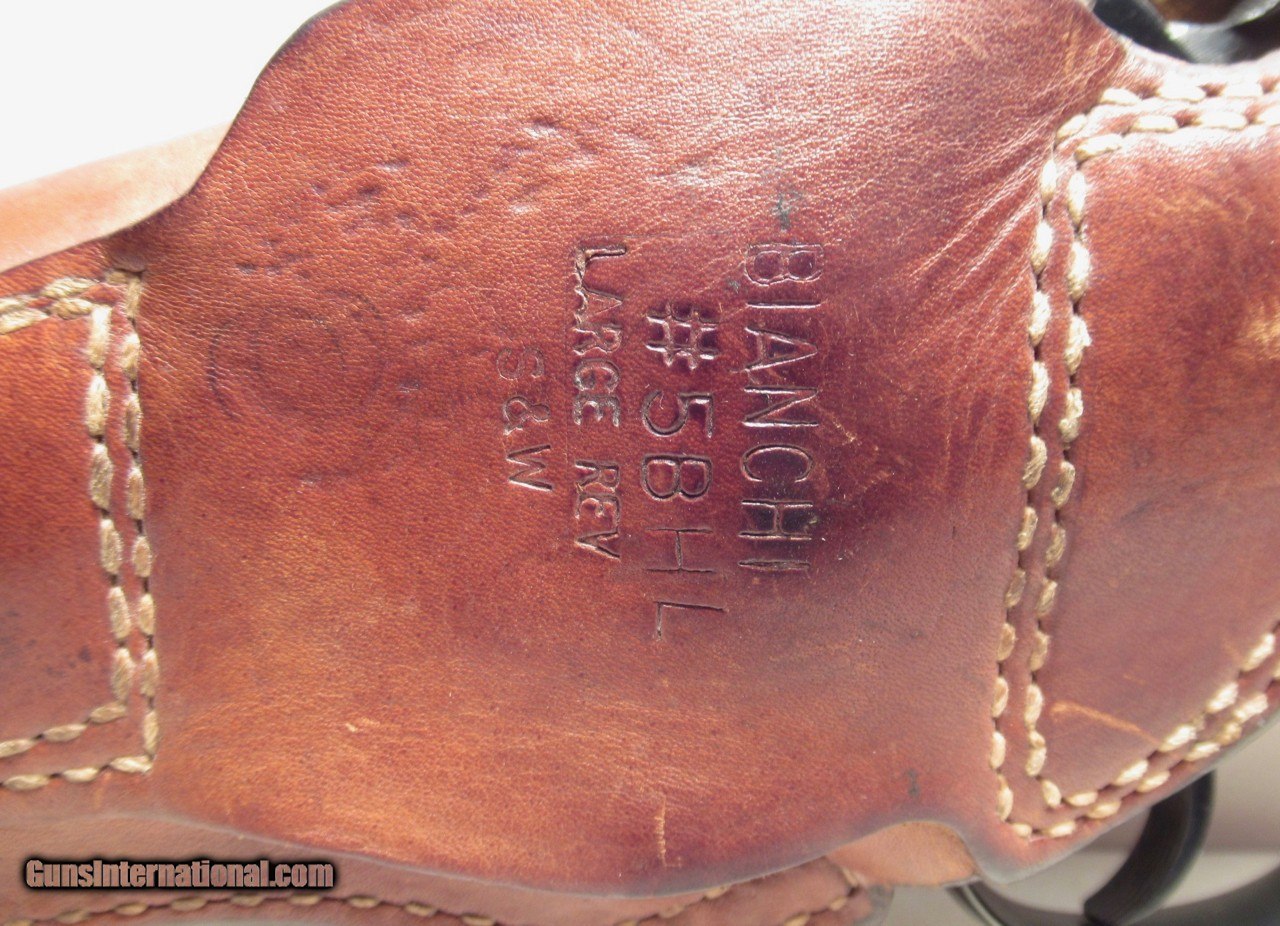 BIANCHI
#5BHL
LARGE REV
S&W
GunsInternational.com